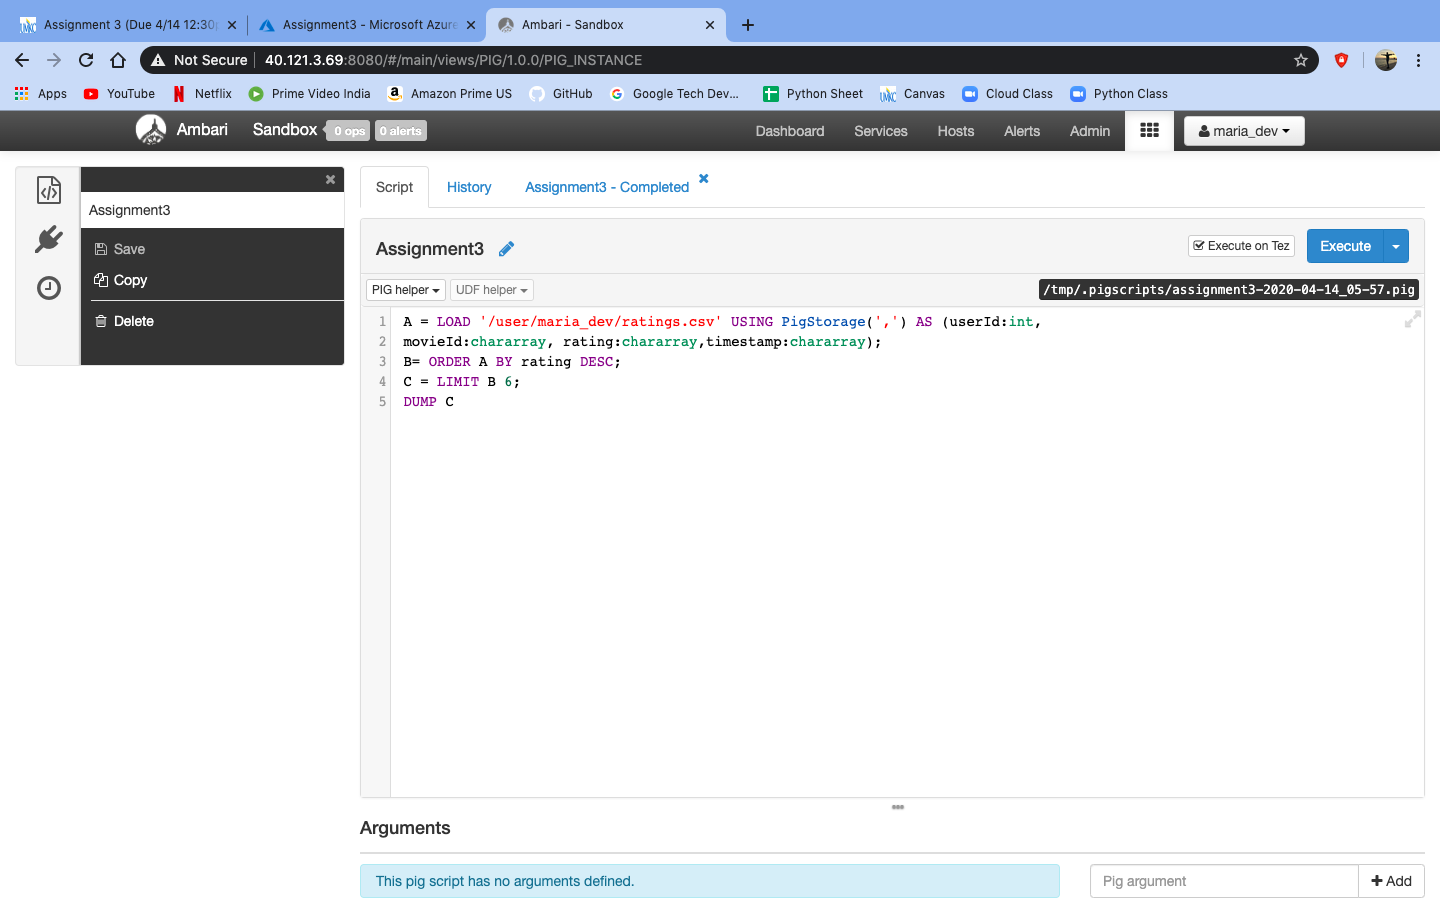 Assignment 3 (Due 4/14 12:30p
Assignment3 - Microsoft Azure
Ambari - Sandbox
Not Secure
40.121.3.69:8080/#/main/views/PIG/1.0.0/PIG_INSTANCE
Apps
YouTube
Netflix
Prime Video India
Amazon Prime US
GitHub
Google Tech Dev...
Python Sheet
Canvas
Cloud Class
Python Class
Ambari
Sandbox
0 ops
0 alerts
Dashboard
Services
Hosts
Alerts
Admin
maria_dev
Assignment3
Save
Copy
Delete
Script
History
Assignment3 - Completed
Assignment3
Execute on Tez
Execute
PIG helper
UDF helper
/tmp/.pigscripts/assignment3-2020-04-14_05-57.pig
1 A = LOAD '/user/maria_dev/ratings.csv' USING PigStorage(',') AS (userId:int,
2 movieId:chararray, rating:chararray,timestamp:chararray);
3 B= ORDER A BY rating DESC;
4 C = LIMIT B 6;
5 DUMP C
Arguments
This pig script has no arguments defined.
Pig argument
Add